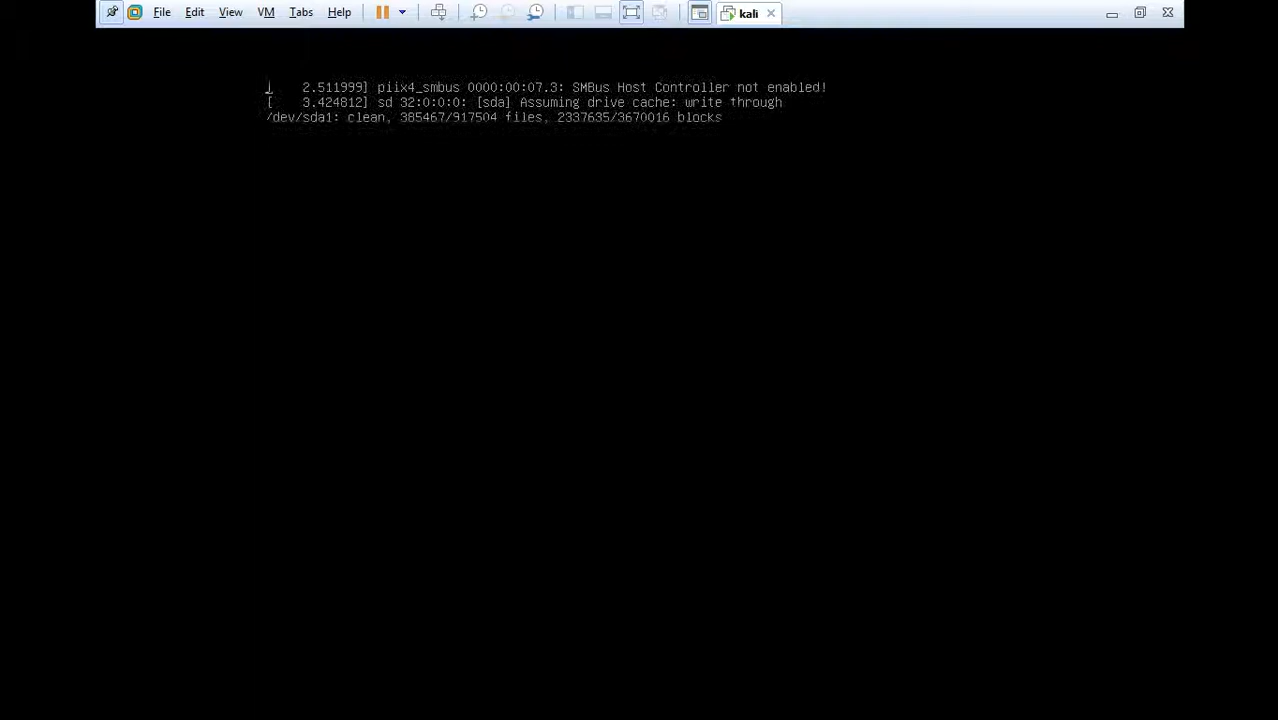 File Edit View VM Tabs Help kali
[    2.511999] piix4_smbus 0000:00:07.3: SMBus Host Controller not enabled!
[    3.424812] sd 32:0:0:0: [sda] Assuming drive cache: write through
/dev/sda1: clean, 385467/917504 files, 2337635/3670016 blocks